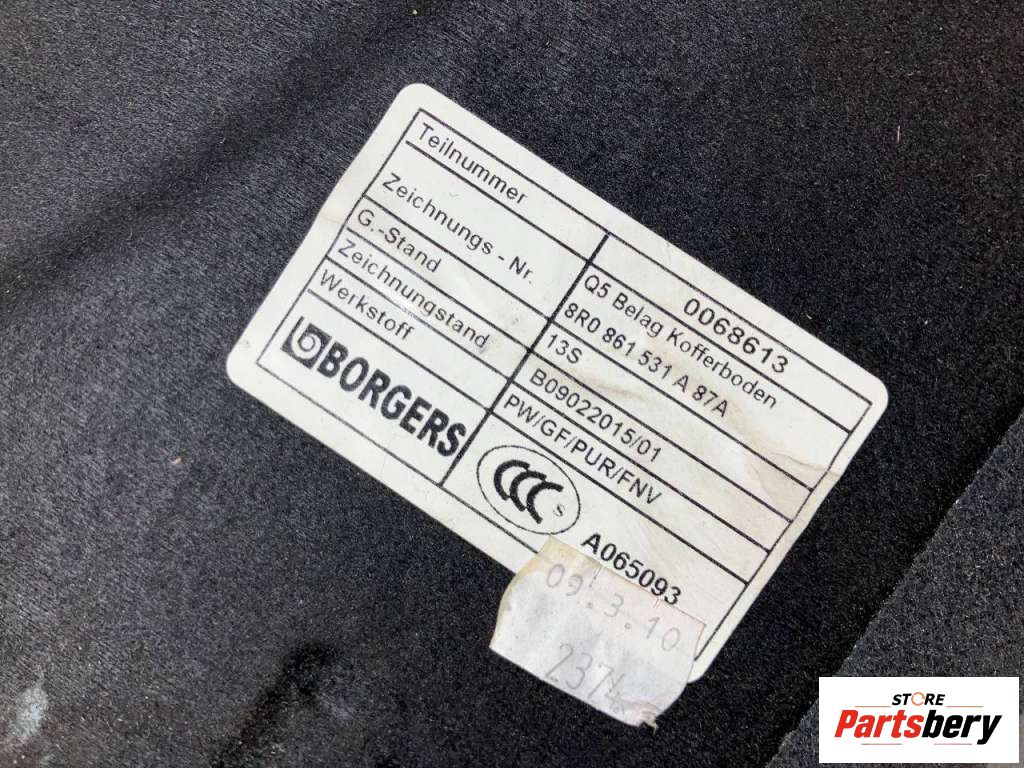 Teilnummer 0068613
Q5 Belag Kofferboden
Zeichnungs - Nr. 8R0 861 531 A 87A
G.-Stand 13S
Zeichnungstand B09022015/01
Werkstoff PW/GF/PUR/FNV
BORGERS
CCC S
A065093
09.3.10
2374
STORE
Partsbery